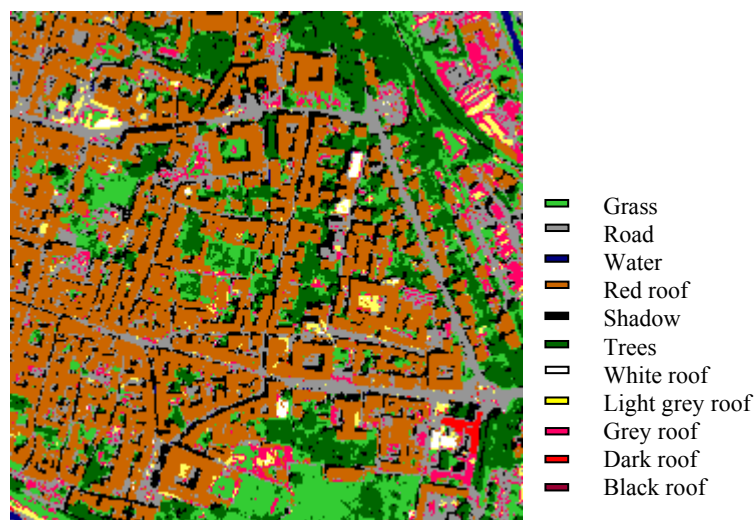 Grass
Road
Water
Red roof
Shadow
Trees
White roof
Light grey roof
Grey roof
Dark roof
Black roof